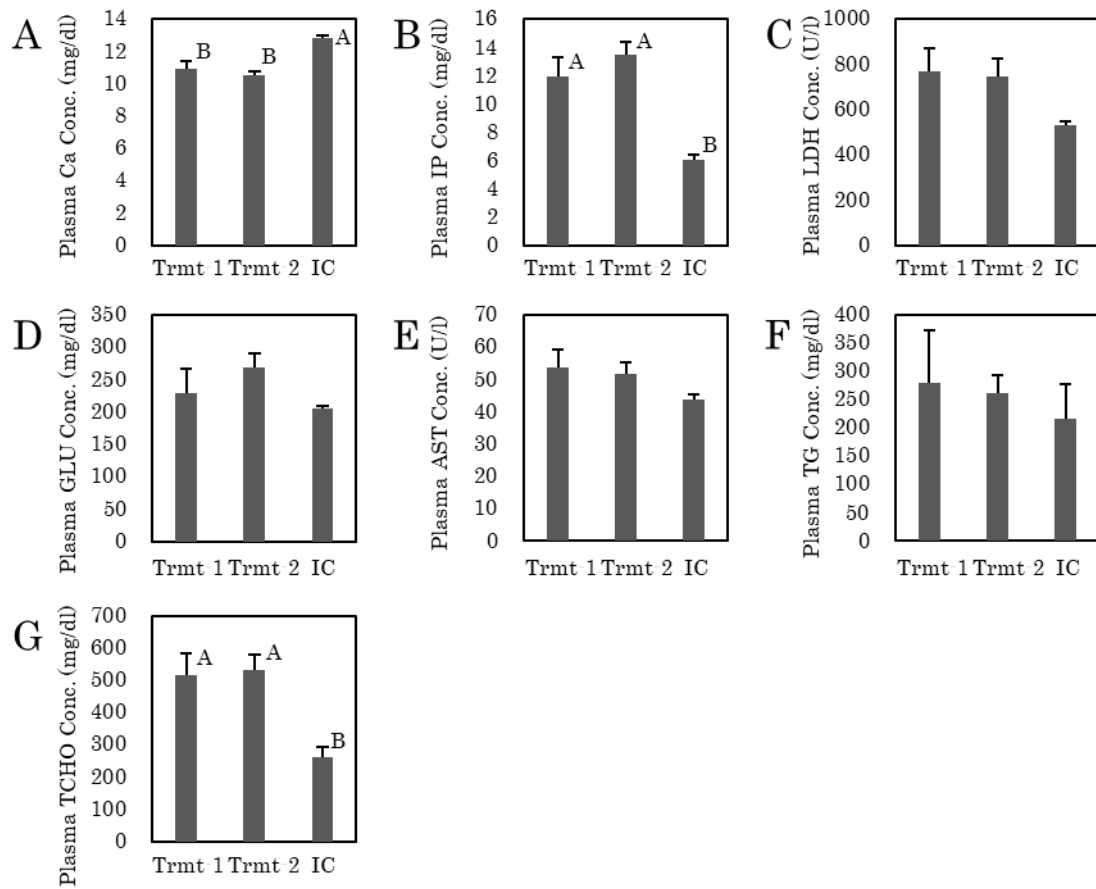 A
Plasma Ca Conc. (mg/dl)
14
12
10
8
6
4
2
0
B
B
A
Trmt-1 Trmt-2 IC
B
Plasma IP Conc. (mg/dl)
16
14
12
10
8
6
4
2
0
A
A
B
Trmt-1 Trmt-2 IC
C
Plasma LDH Conc. (U/l)
1000
800
600
400
200
0
Trmt-1 Trmt-2 IC
D
Plasma GLU Conc. (mg/dl)
350
300
250
200
150
100
50
0
Trmt-1 Trmt-2 IC
E
Plasma AST Conc. (U/l)
70
60
50
40
30
20
10
0
Trmt-1 Trmt-2 IC
F
Plasma TG Conc. (mg/dl)
400
350
300
250
200
150
100
50
0
Trmt-1 Trmt-2 IC
G
Plasma TCHO Conc. (mg/dl)
700
600
500
400
300
200
100
0
A
A
B
Trmt-1 Trmt-2 IC